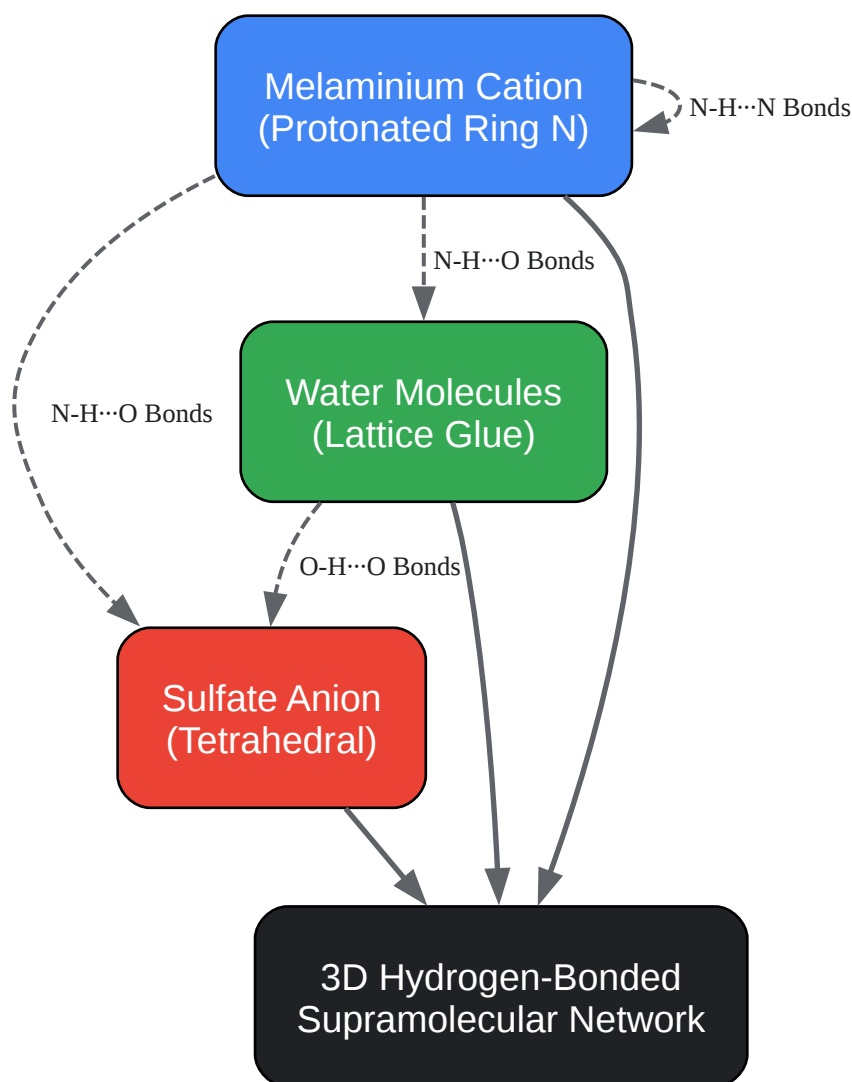 Melaminium Cation
(Protonated Ring N)
N-H···N Bonds
N-H···O Bonds
Water Molecules
(Lattice Glue)
N-H···O Bonds
O-H···O Bonds
Sulfate Anion
(Tetrahedral)
3D Hydrogen-Bonded
Supramolecular Network